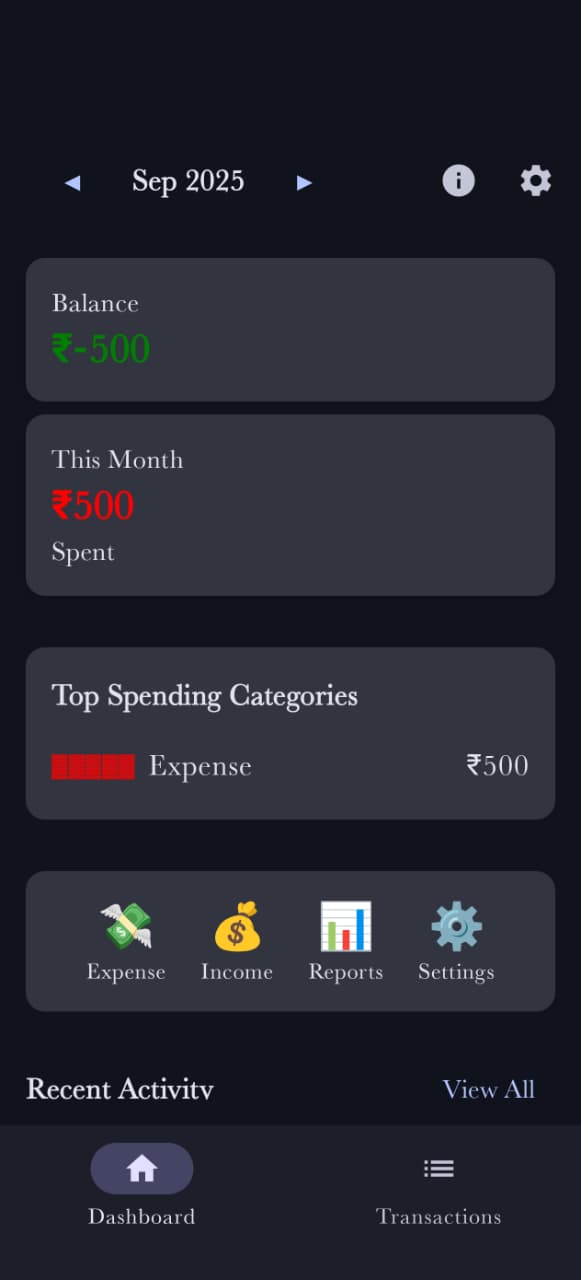 Sep 2025
Balance
₹-500
This Month
₹500
Spent
Top Spending Categories
Expense ₹500
Expense Income Reports Settings
Recent Activity View All
Dashboard Transactions